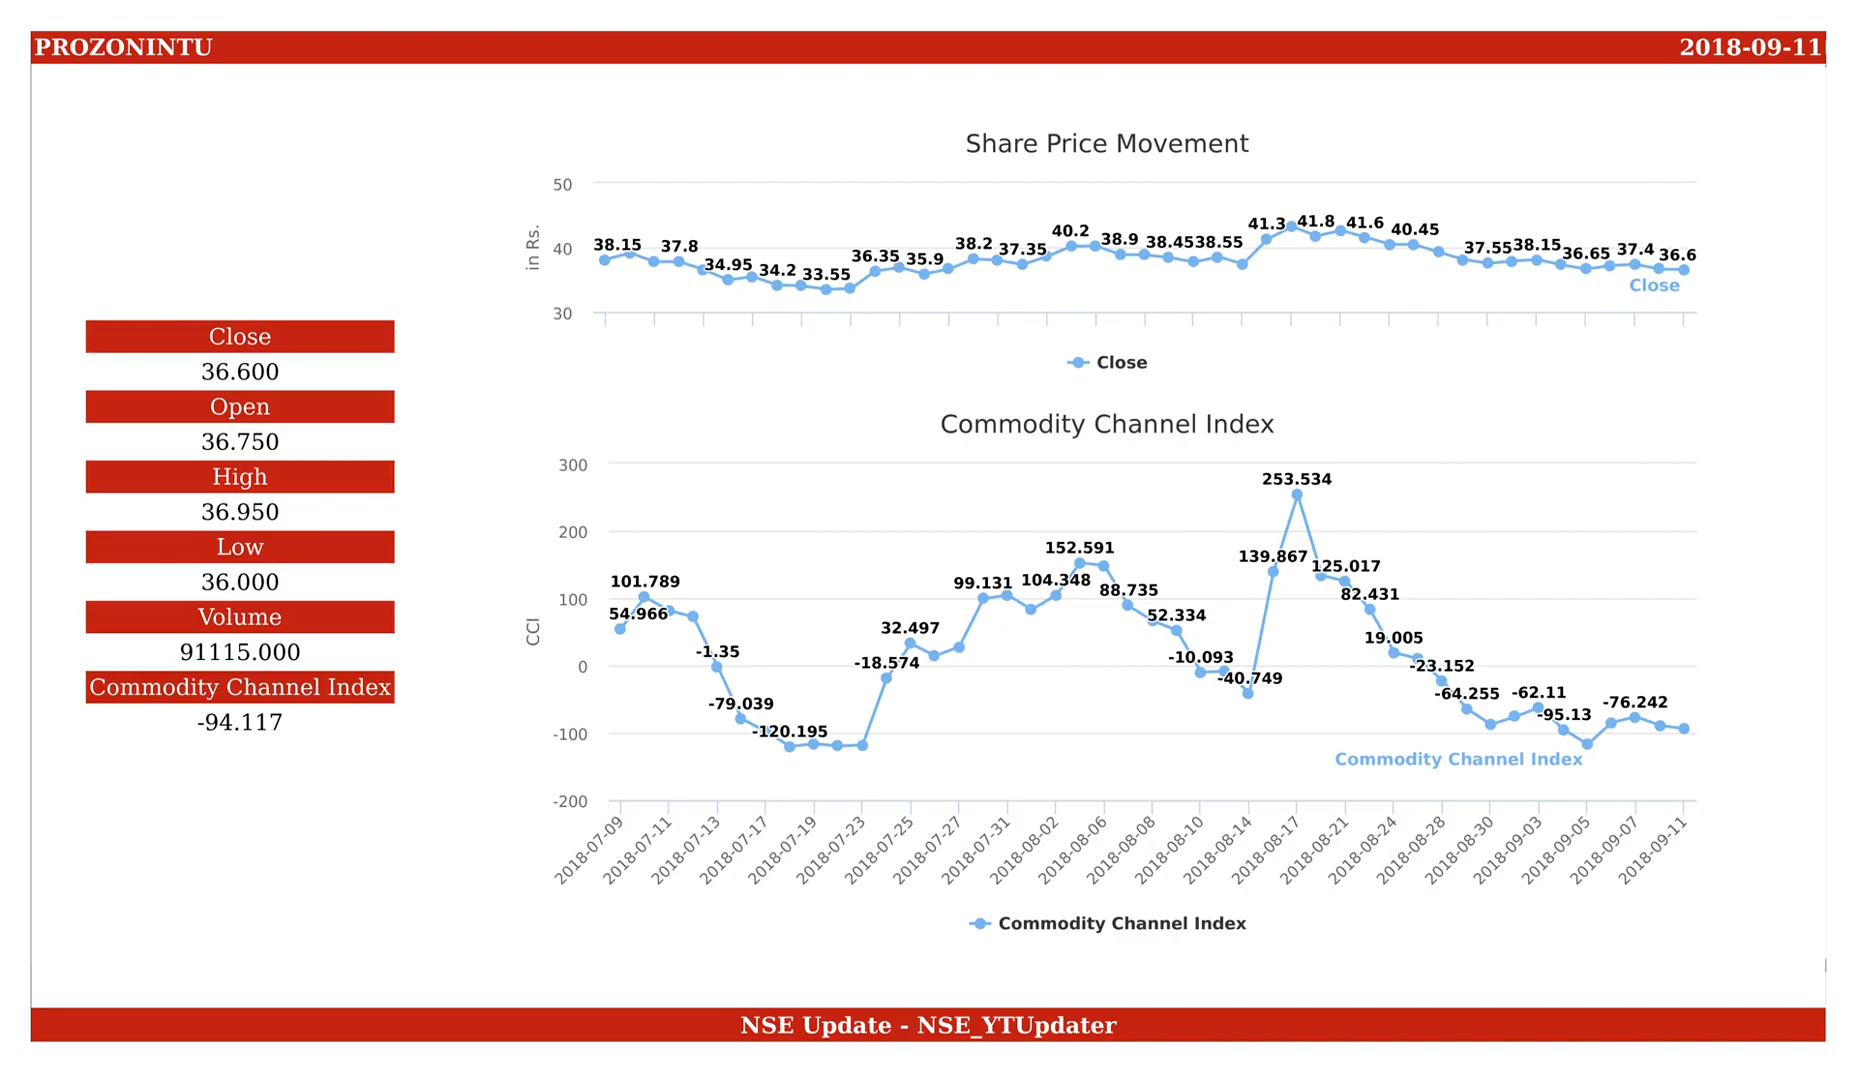 PROZONINTU 2018-09-11
Close
36.600
Open
36.750
High
36.950
Low
36.000
Volume
91115.000
Commodity Channel Index
-94.117
Share Price Movement
in Rs.
50
40
30
38.15 37.8 34.95 34.2 33.55 36.35 35.9 38.2 37.35 40.2 38.9 38.45 38.55 41.3 41.8 41.6 40.45 37.55 38.15 36.65 37.4 36.6
Close
Close
Commodity Channel Index
CCI
300
200
100
0
-100
-200
54.966 101.789 -1.35 -79.039 -120.195 -18.574 32.497 99.131 104.348 152.591 88.735 52.334 -10.093 -40.749 139.867 253.534 125.017 82.431 19.005 -23.152 -64.255 -62.11 -95.13 -76.242
Commodity Channel Index
2018-07-09 2018-07-11 2018-07-13 2018-07-17 2018-07-19 2018-07-23 2018-07-25 2018-07-27 2018-07-31 2018-08-02 2018-08-06 2018-08-08 2018-08-10 2018-08-14 2018-08-17 2018-08-21 2018-08-24 2018-08-28 2018-08-30 2018-09-03 2018-09-05 2018-09-07 2018-09-11
Commodity Channel Index
NSE Update - NSE_YTUpdater